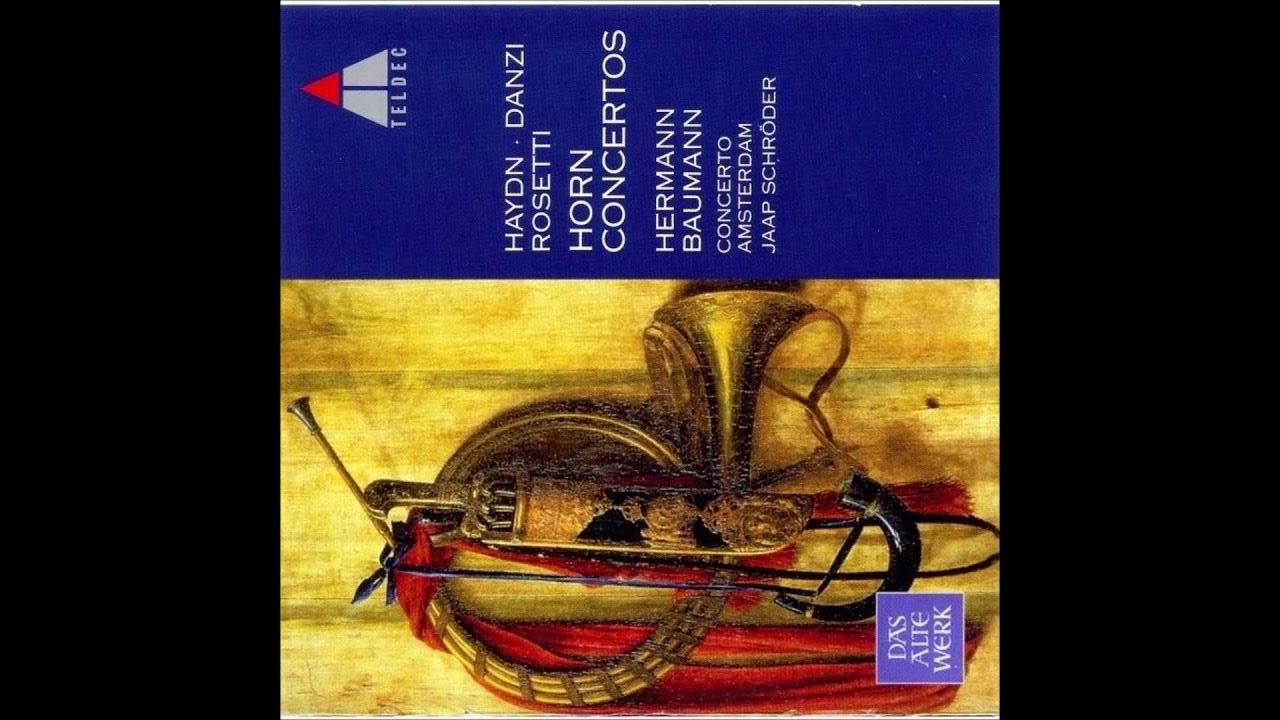 TELDEC
HAYDN · DANZI
ROSETTI
HORN
CONCERTOS
HERMANN
BAUMANN
CONCERTO
AMSTERDAM
JAAP SCHRÖDER
DAS
ALTE
WERK